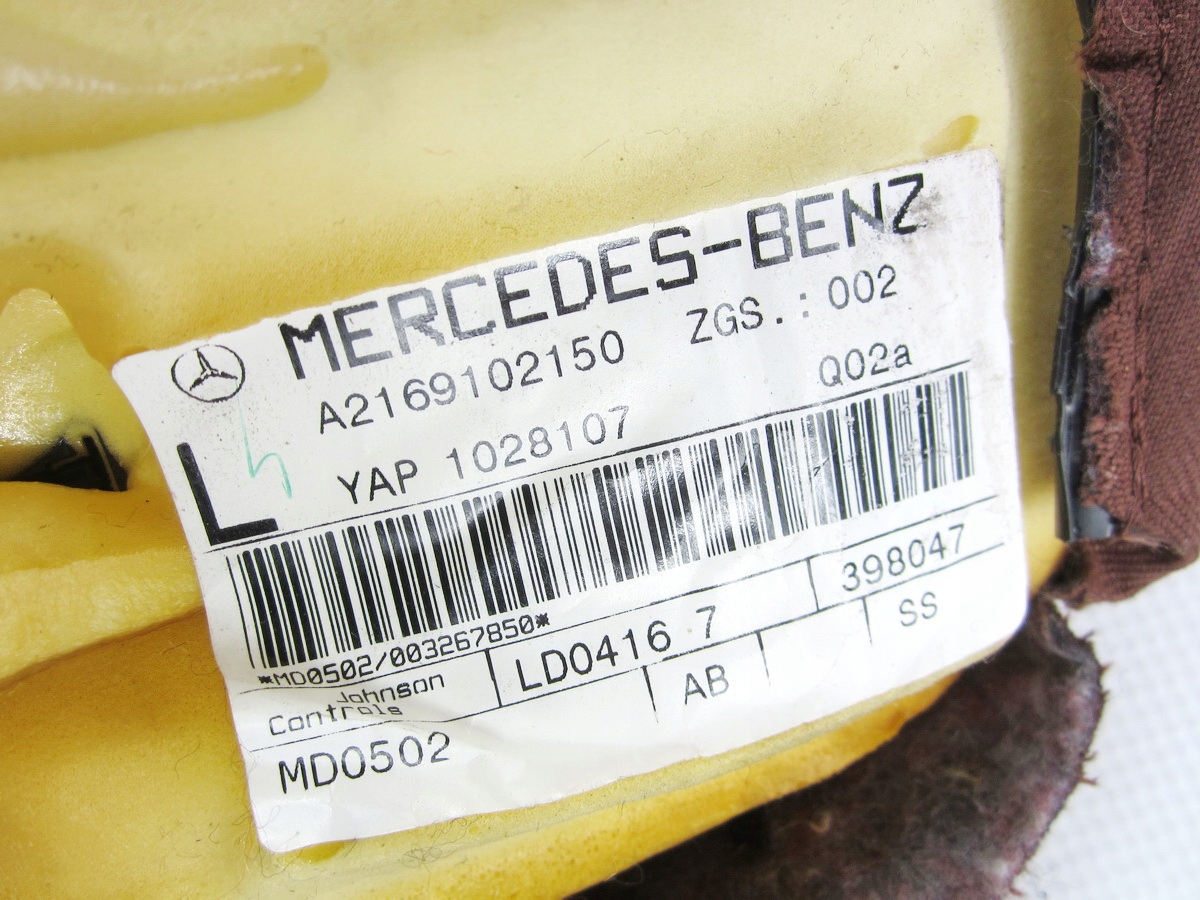 MERCEDES-BENZ
A2169102150 ZGS.: 002
L YAP 1028107 Q02a
*MD0502/003267850*
Johnson Controls LD0416 7 398047
MD0502 AB SS